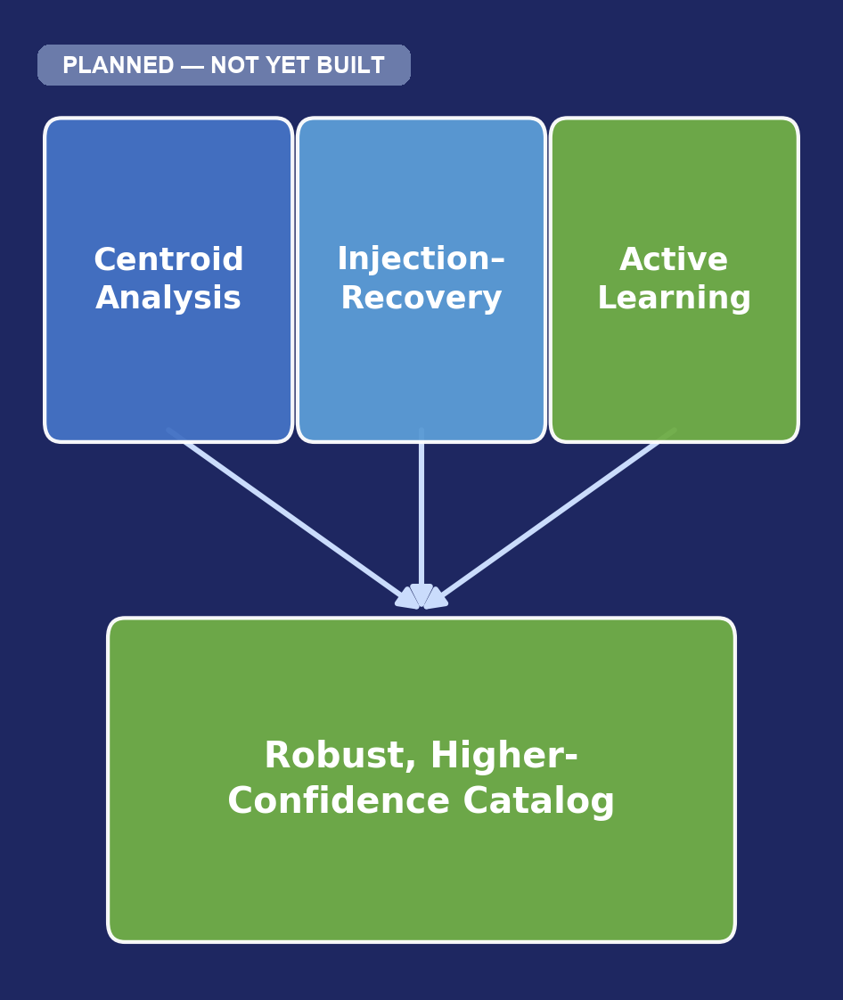 PLANNED — NOT YET BUILT
Centroid
Analysis
Injection–
Recovery
Active
Learning
Robust, Higher-
Confidence Catalog